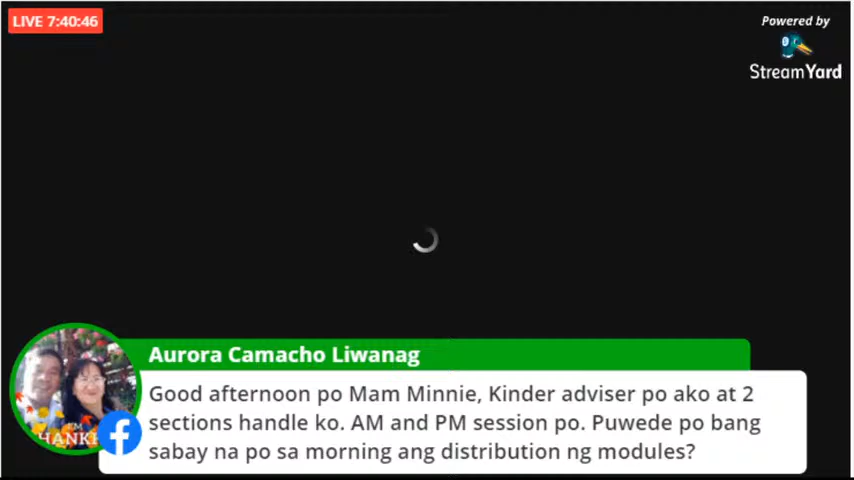 LIVE 7:40:46
Powered by
StreamYard
Aurora Camacho Liwanag
Good afternoon po Mam Minnie, Kinder adviser po ako at 2
sections handle ko. AM and PM session po. Puwede po bang
sabay na po sa morning ang distribution ng modules?